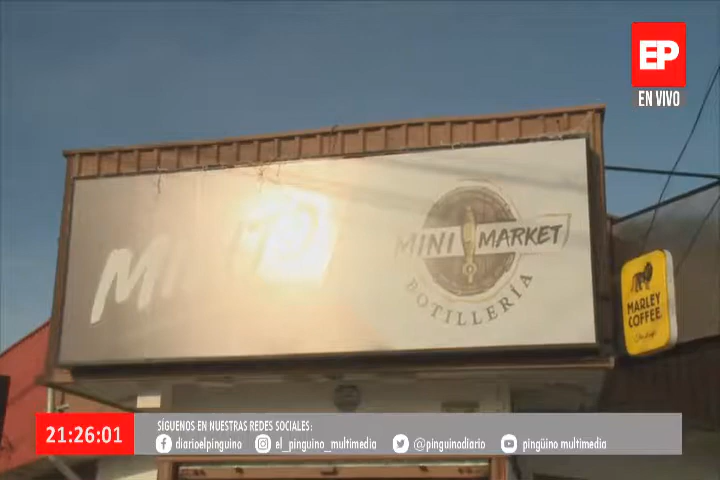 EP
EN VIVO
MINI MARKET
BOTILLERÍA
MARLEY
COFFEE
21:26:01
SÍGUENOS EN NUESTRAS REDES SOCIALES:
diarioelpinguino el_pinguino_multimedia @pinguinodiario pingüino multimedia